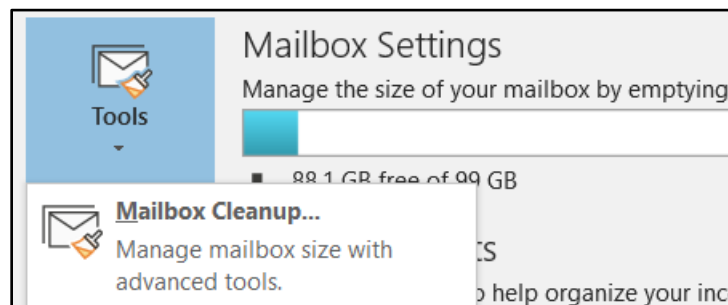 Mailbox Settings
Manage the size of your mailbox by emptying
Tools
88.1 GB free of 99 GB
Mailbox Cleanup...
Manage mailbox size with
advanced tools.
help organize your inc